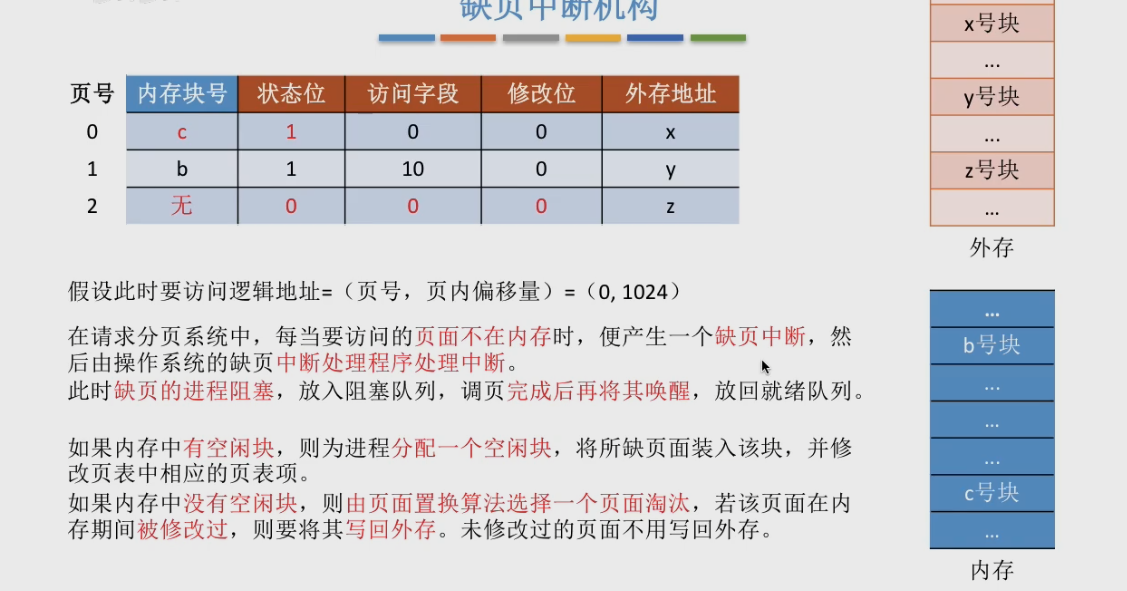 缺页中断机构
页号 内存块号 状态位 访问字段 修改位 外存地址
0 c 1 0 0 x
1 b 1 10 0 y
2 无 0 0 0 z
假设此时要访问逻辑地址=（页号，页内偏移量）=（0, 1024）
在请求分页系统中，每当要访问的页面不在内存时，便产生一个缺页中断，然
后由操作系统的缺页中断处理程序处理中断。
此时缺页的进程阻塞，放入阻塞队列，调页完成后再将其唤醒，放回就绪队列。
如果内存中有空闲块，则为进程分配一个空闲块，将所缺页面装入该块，并修
改页表中相应的页表项。
如果内存中没有空闲块，则由页面置换算法选择一个页面淘汰，若该页面在内
存期间被修改过，则要将其写回外存。未修改过的页面不用写回外存。
x号块
...
y号块
...
z号块
...
外存
...
b号块
...
...
...
c号块
...
内存